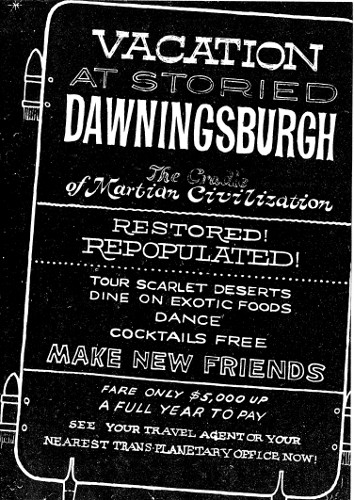 VACATION
AT STORIED
DAWNINGSBURGH
The Cradle
of Martian Civilization
RESTORED!
REPOPULATED!
TOUR SCARLET DESERTS
DINE ON EXOTIC FOODS
DANCE
COCKTAILS FREE
MAKE NEW FRIENDS
FARE ONLY $5,000 UP
A FULL YEAR TO PAY
SEE YOUR TRAVEL AGENT OR YOUR
NEAREST TRANS-PLANETARY OFFICE NOW!